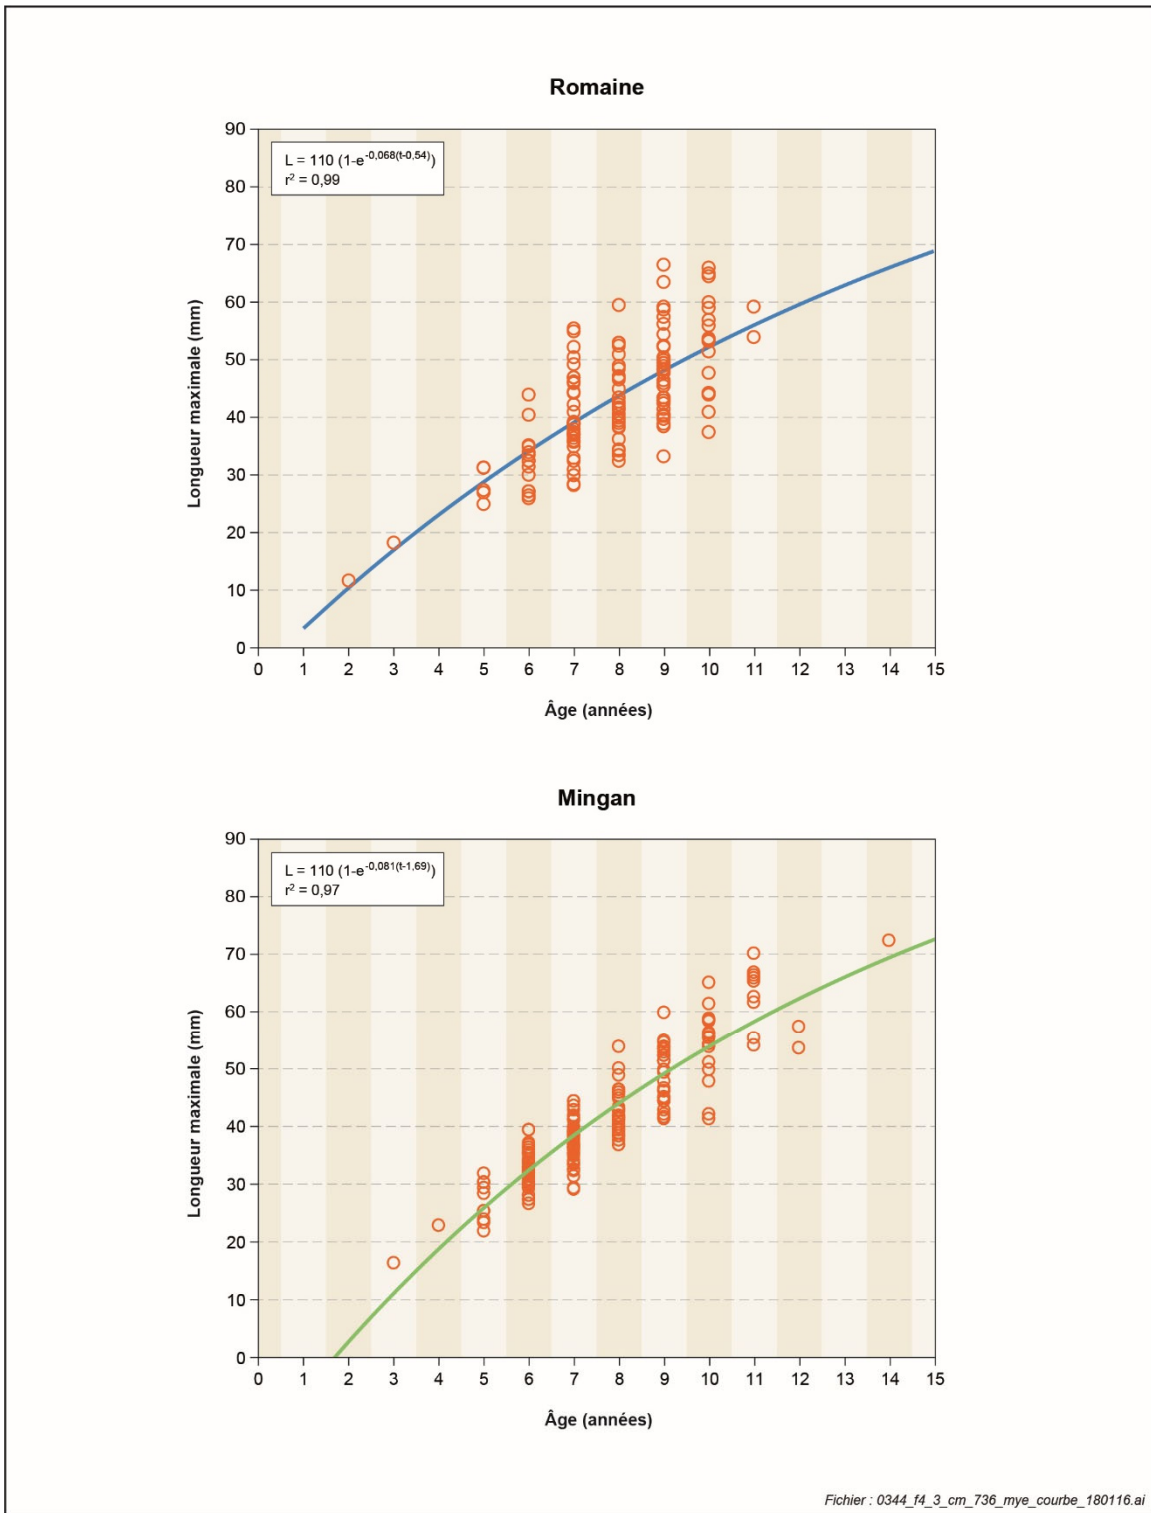 Romaine
90
L = 110 (1-e^-0,068(t-0,54))
r² = 0,99
80
70
60
50
40
30
20
10
0
Longueur maximale (mm)
0 1 2 3 4 5 6 7 8 9 10 11 12 13 14 15
Âge (années)
Mingan
90
L = 110 (1-e^-0,081(t-1,69))
r² = 0,97
80
70
60
50
40
30
20
10
0
Longueur maximale (mm)
0 1 2 3 4 5 6 7 8 9 10 11 12 13 14 15
Âge (années)
Fichier : 0344_f4_3_cm_736_mye_courbe_180116.ai